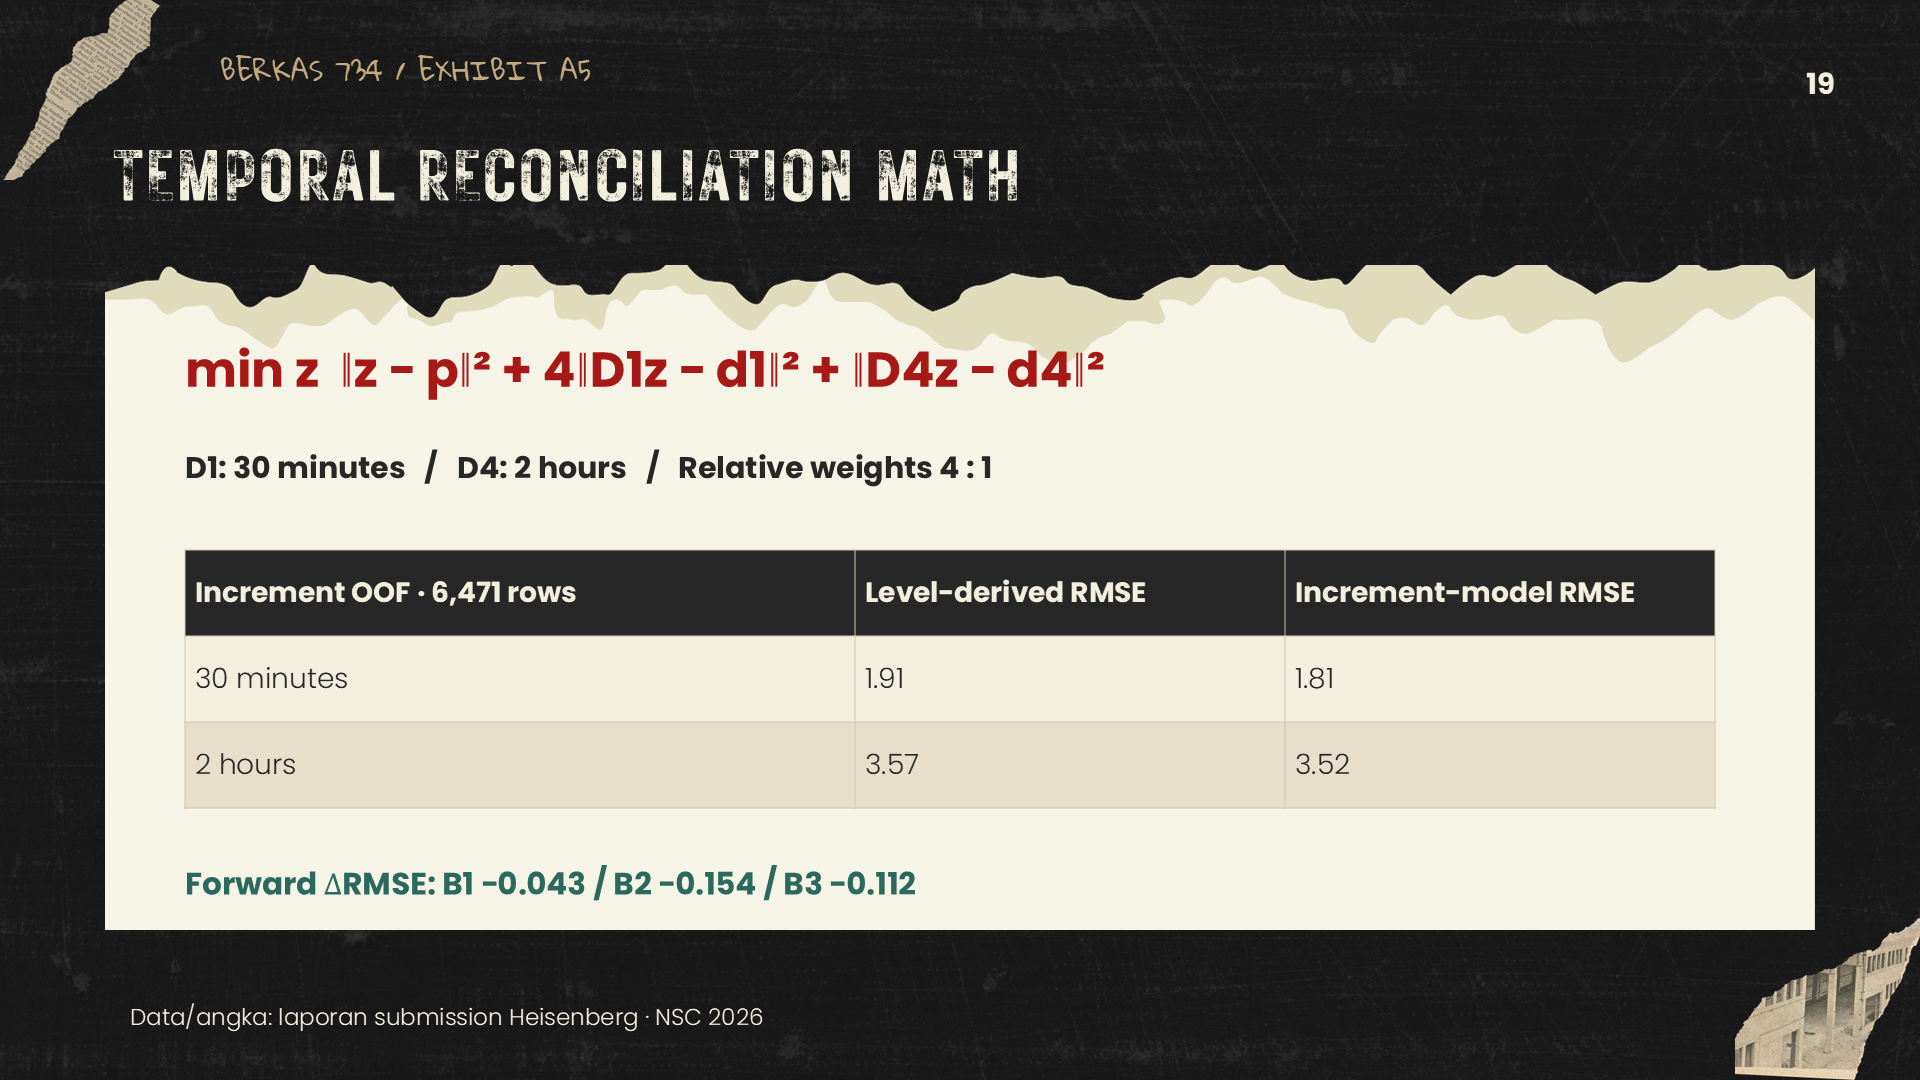 BERKAS 734 / EXHIBIT A5
19
TEMPORAL RECONCILIATION MATH
min z ‖z − p‖² + 4‖D1z − d1‖² + ‖D4z − d4‖²
D1: 30 minutes / D4: 2 hours / Relative weights 4 : 1
Increment OOF · 6,471 rows Level-derived RMSE Increment-model RMSE
30 minutes 1.91 1.81
2 hours 3.57 3.52
Forward ΔRMSE: B1 −0.043 / B2 −0.154 / B3 −0.112
Data/angka: laporan submission Heisenberg · NSC 2026